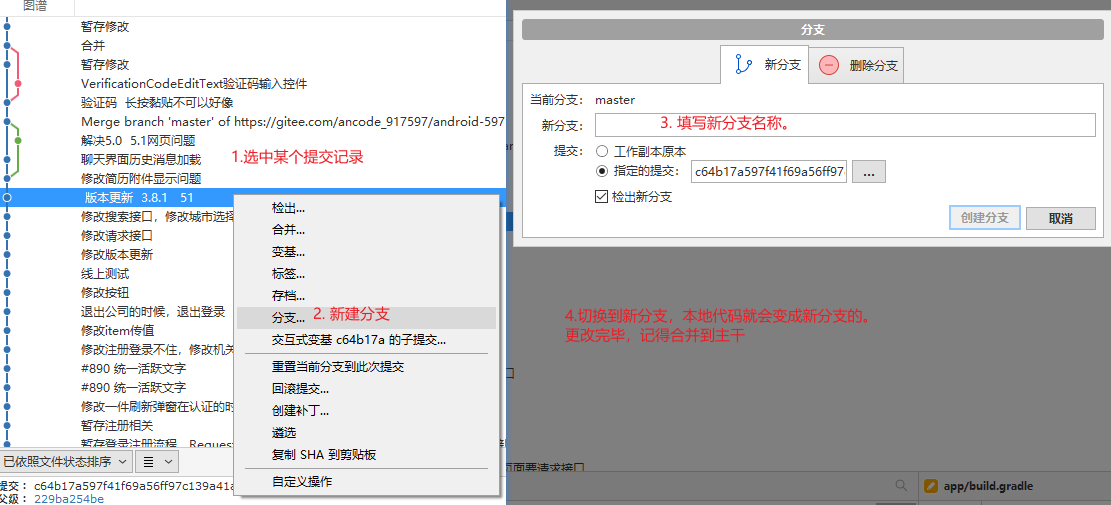 图谱
暂存修改
合并
暂存修改
VerificationCodeEditText验证码输入控件
验证码 长按黏贴不可以好像
Merge branch 'master' of https://gitee.com/ancode_917597/android-597
解决5.0 5.1网页问题
聊天界面历史消息加载
1.选中某个提交记录
修改简历附件显示问题
版本更新 3.8.1 51
修改搜索接口，修改城市选择
修改请求接口
修改版本更新
线上测试
修改按钮
退出公司的时候，退出登录
修改item传值
修改注册登录不住，修改机关
#890 统一活跃文字
#890 统一活跃文字
修改一件刷新弹窗在认证的时
暂存注册相关
暂存登录注册流程，Reques
检出...
合并...
变基...
标签...
存档...
分支...
2. 新建分支
交互式变基 c64b17a 的子提交...
重置当前分支到此次提交
回滚提交...
创建补丁...
遴选
复制 SHA 到剪贴板
自定义操作
已依照文件状态排序
提交: c64b17a597f41f69a56ff97c139a41a
父级: 229ba254be
分支
新分支
删除分支
当前分支: master
新分支:
3. 填写新分支名称。
提交:
工作副本原本
指定的提交:
c64b17a597f41f69a56ff97
...
检出新分支
创建分支
取消
4.切换到新分支，本地代码就会变成新分支的。
更改完毕，记得合并到主干
口
页面要请求接口
app/build.gradle